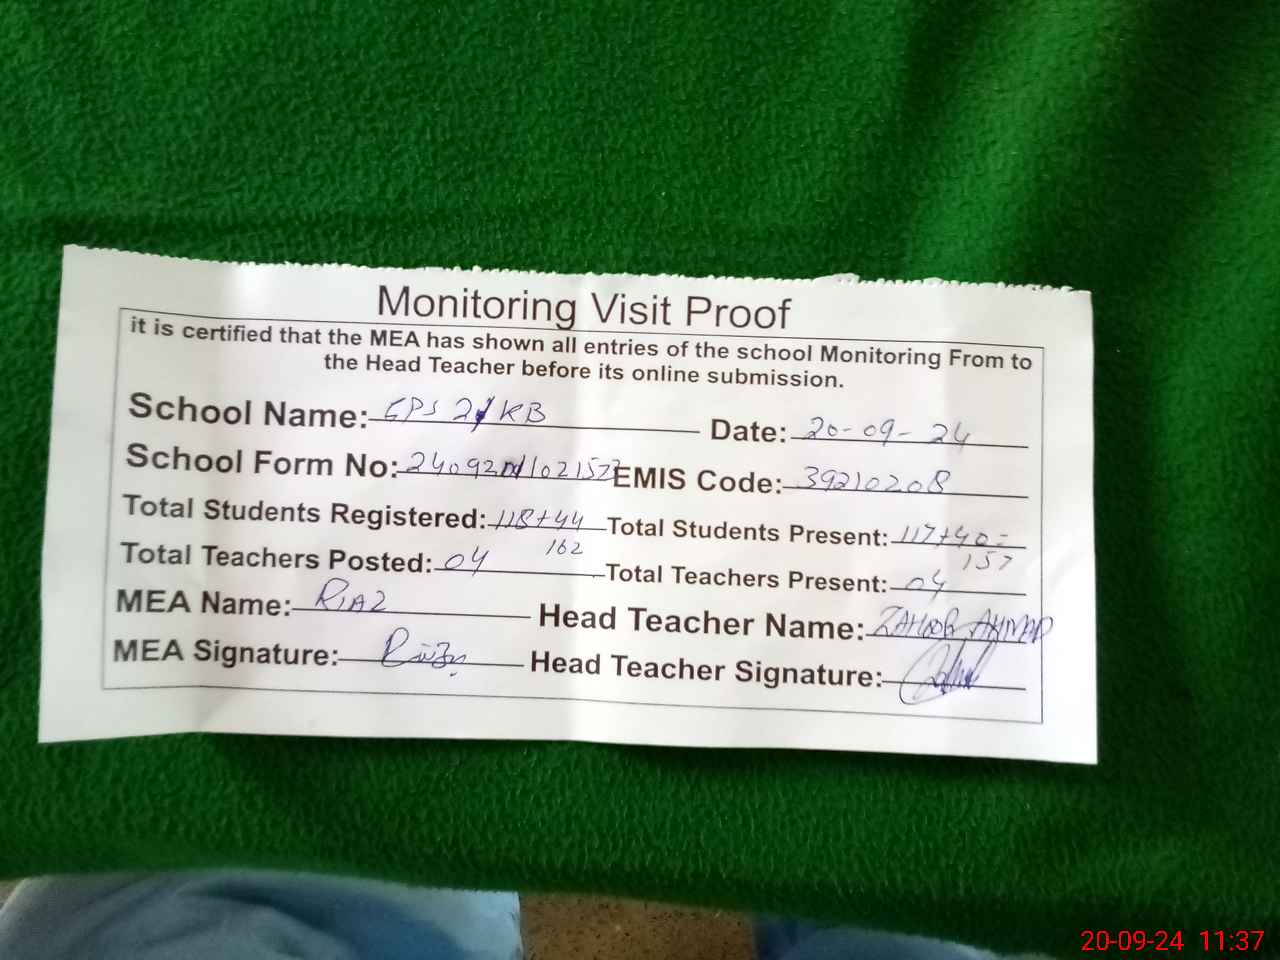 Monitoring Visit Proof
it is certified that the MEA has shown all entries of the school Monitoring From to
the Head Teacher before its online submission.
School Name: GPS 21/KB Date: 20-09-24
School Form No: EMIS Code: 39210208
Total Students Registered: 118+44 Total Students Present: 117+40=
162 157
Total Teachers Posted: 04 Total Teachers Present: 04
MEA Name: RIAZ Head Teacher Name: ZAHOOR AHMAD
MEA Signature: Head Teacher Signature:
20-09-24 11:37